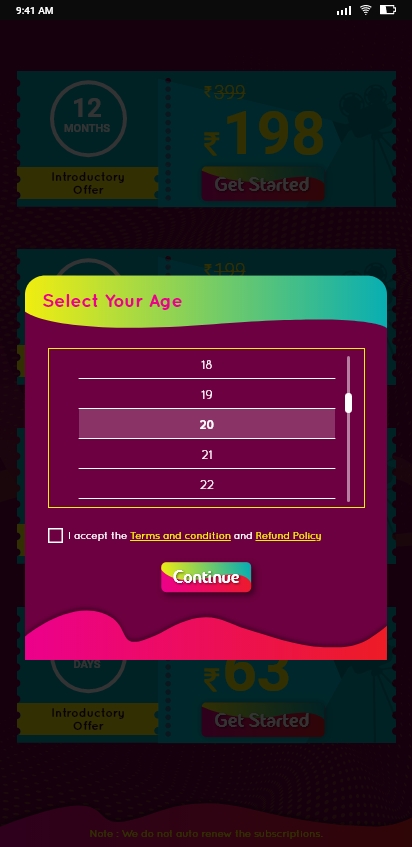 9:41 AM
12
MONTHS
Introductory
Offer
₹399
₹198
Get Started
₹199
Select Your Age
18
19
20
21
22
I accept the Terms and condition and Refund Policy
Continue
DAYS
₹63
Introductory
Offer
Get Started
Note : We do not auto renew the subscriptions.